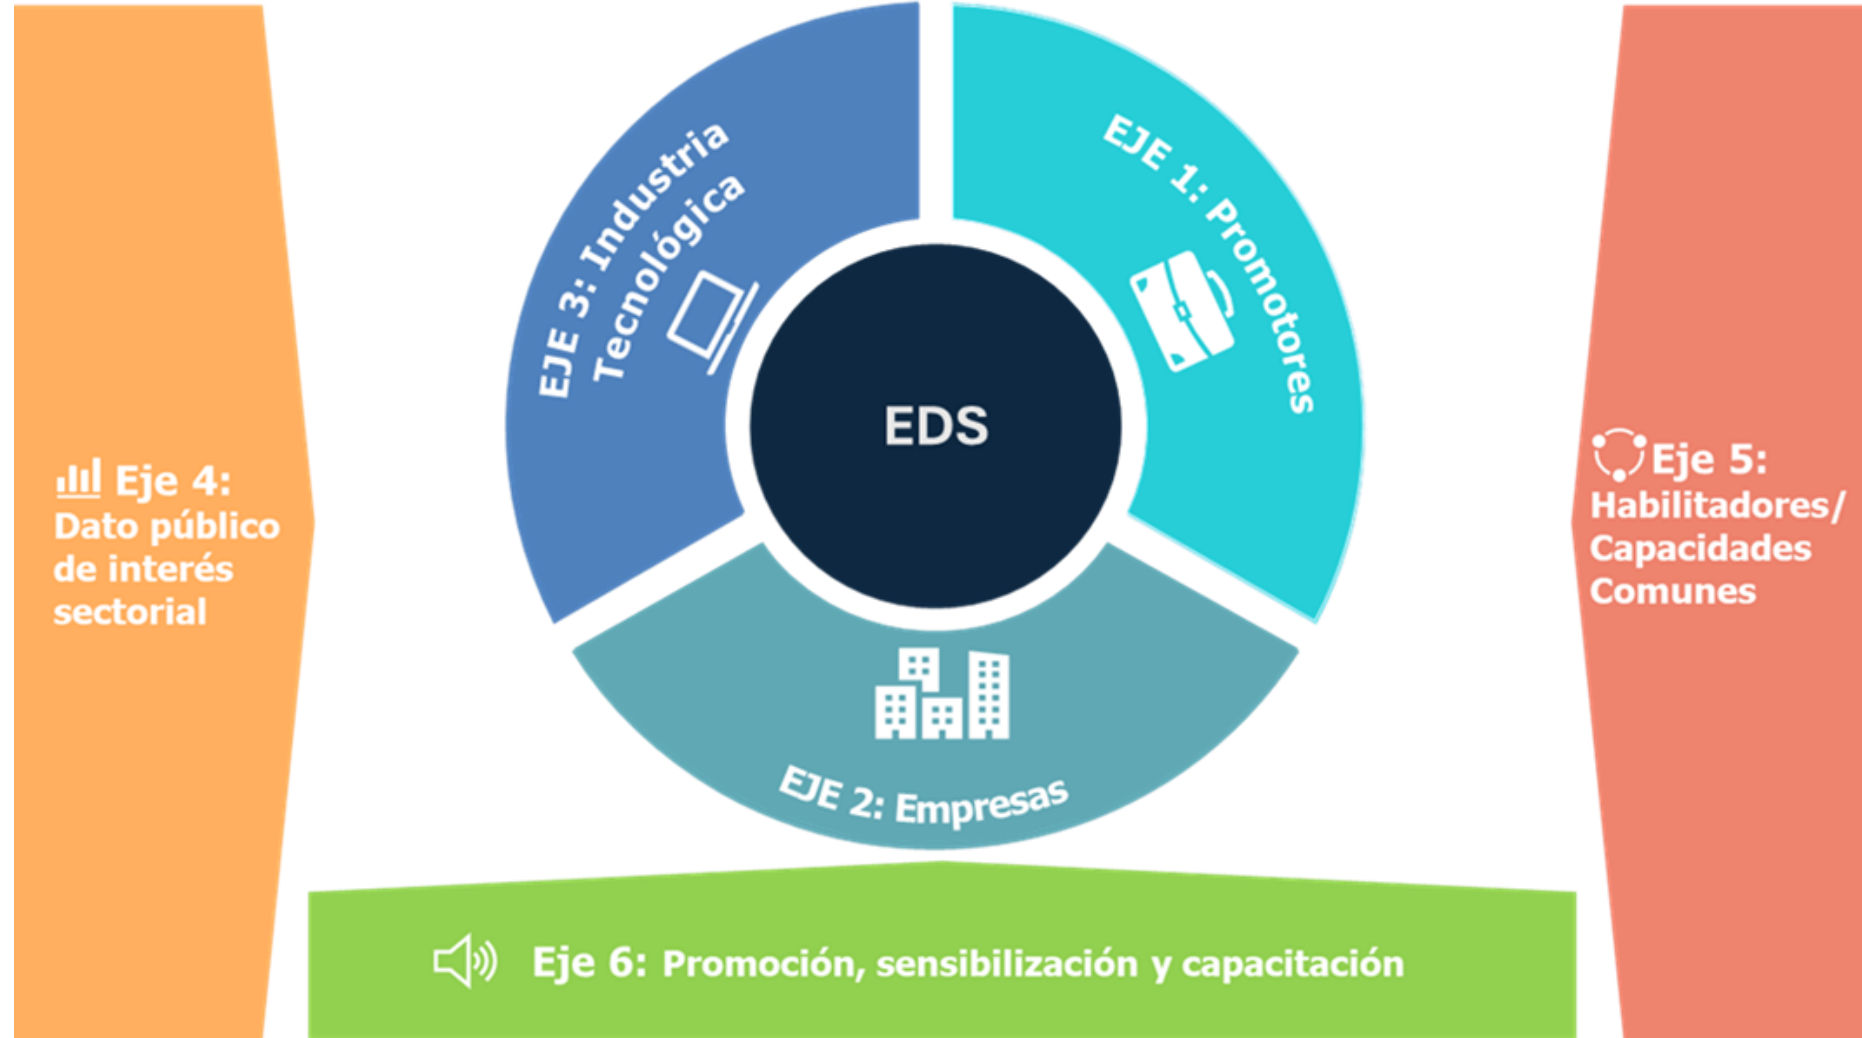 EJE 1: Promotores
EJE 3: Industria
Tecnológica
EDS
EJE 2: Empresas
Eje 4:
Dato público
de interés
sectorial
Eje 5:
Habilitadores/
Capacidades
Comunes
Eje 6: Promoción, sensibilización y capacitación